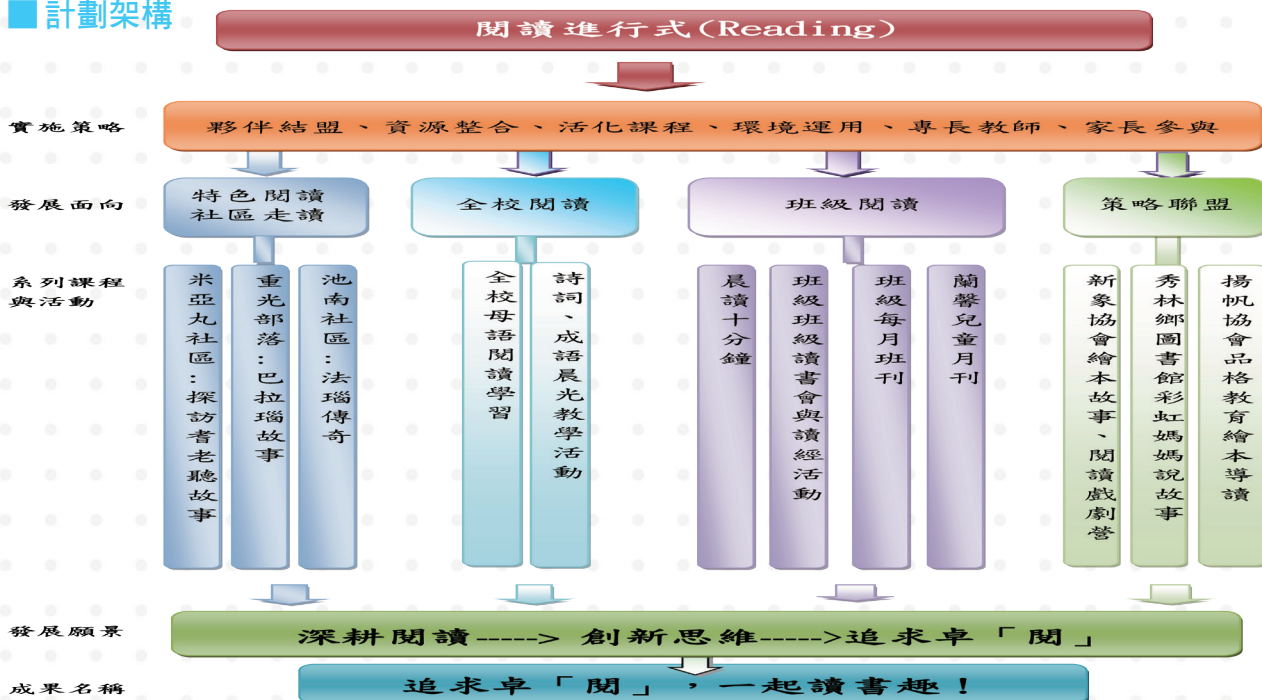 計劃架構
閱讀進行式(Reading)
實施策略
夥伴結盟、資源整合、活化課程、環境運用、專長教師、家長參與
發展面向
特色閱讀
社區走讀
全校閱讀
班級閱讀
策略聯盟
系列課程
與活動
米亞丸社區：探訪耆老聽故事
重光部落：巴拉瑙故事
池南社區：法瑙傳奇
全校母語閱讀學習
詩詞、成語晨光教學活動
晨讀十分鐘
班級班級讀書會與讀經活動
班級每月班刊
蘭馨兒童月刊
新象協會繪本故事、閱讀戲劇營
秀林鄉圖書館彩虹媽媽說故事
揚帆協會品格教育繪本導讀
發展願景
深耕閱讀-----> 創新思維----->追求卓「閱」
成果名稱
追求卓「閱」，一起讀書趣！